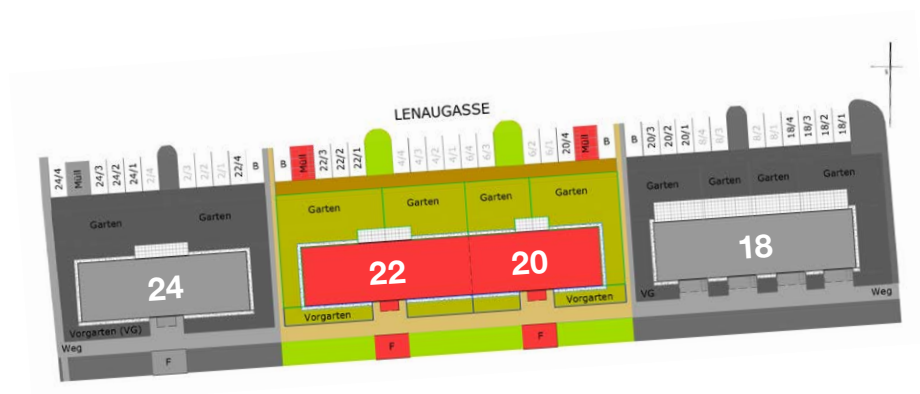 LENAUGASSE
24/4
Müll
24/3
24/2
24/1
2/4
2/3
2/2
2/1
22/4
B
B
Müll
22/3
22/2
22/1
4/4
4/3
4/2
4/1
6/4
6/3
6/2
6/1
20/4
Müll
B
B
20/3
20/2
20/1
8/4
8/3
8/2
8/1
18/4
18/3
18/2
18/1
s
Garten
Garten
Garten
Garten
Garten
Garten
Garten
Garten
Garten
Garten
24
22
20
18
Vorgarten (VG)
Vorgarten
Vorgarten
VG
Weg
Weg
F
F
F